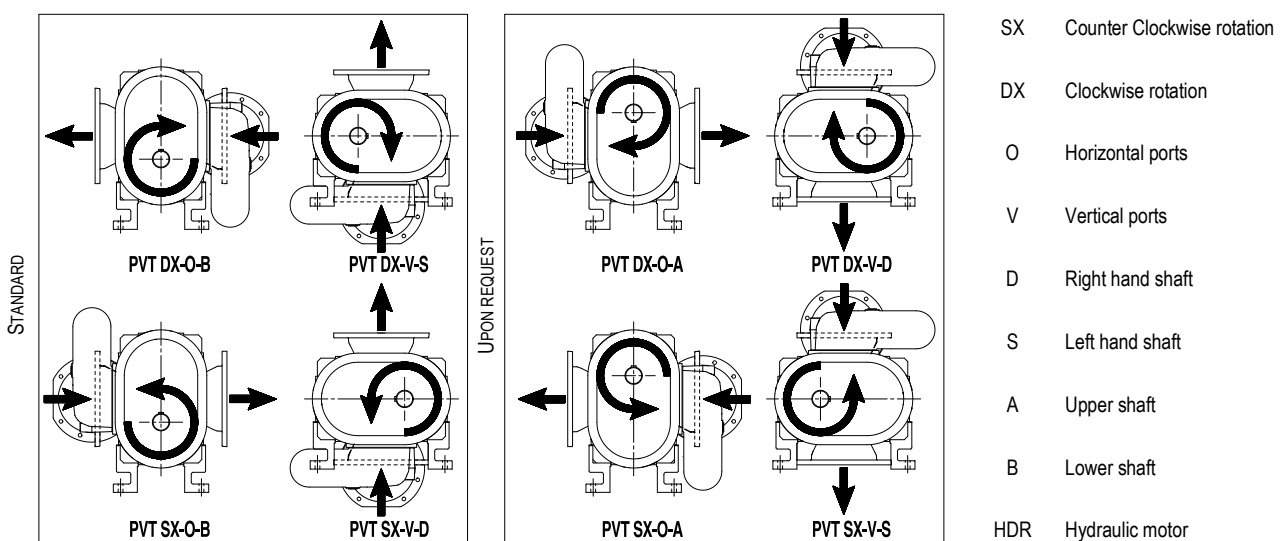 STANDARD
PVT DX-O-B
PVT DX-V-S
PVT SX-O-B
PVT SX-V-D
UPON REQUEST
PVT DX-O-A
PVT DX-V-D
PVT SX-O-A
PVT SX-V-S
SX Counter Clockwise rotation
DX Clockwise rotation
O Horizontal ports
V Vertical ports
D Right hand shaft
S Left hand shaft
A Upper shaft
B Lower shaft
HDR Hydraulic motor